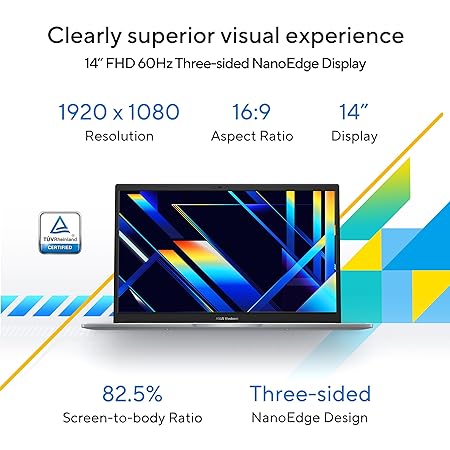 Clearly superior visual experience
14” FHD 60Hz Three-sided NanoEdge Display
1920 x 1080
Resolution
16:9
Aspect Ratio
14”
Display
TÜVRheinland
CERTIFIED
ASUS Vivobook
82.5%
Screen-to-body Ratio
Three-sided
NanoEdge Design